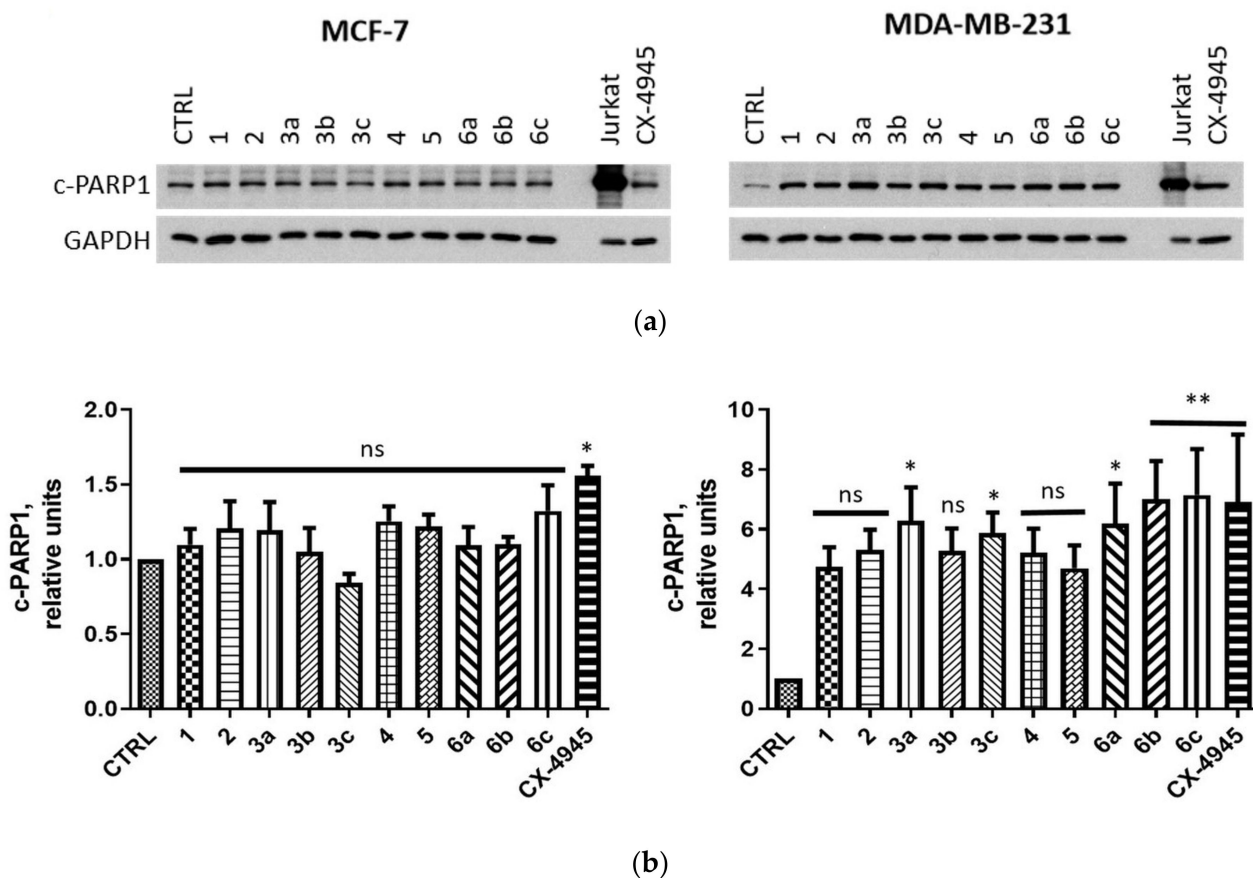 MCF-7
MDA-MB-231
CTRL 1 2 3a 3b 3c 4 5 6a 6b 6c Jurkat CX-4945
CTRL 1 2 3a 3b 3c 4 5 6a 6b 6c Jurkat CX-4945
c-PARP1
GAPDH
(a)
c-PARP1,
relative units
2.0
1.5
1.0
0.5
0.0
ns
*
CTRL 1 2 3a 3b 3c 4 5 6a 6b 6c CX-4945
c-PARP1,
relative units
10
8
6
4
2
0
ns * ns * ns * **
CTRL 1 2 3a 3b 3c 4 5 6a 6b 6c CX-4945
(b)